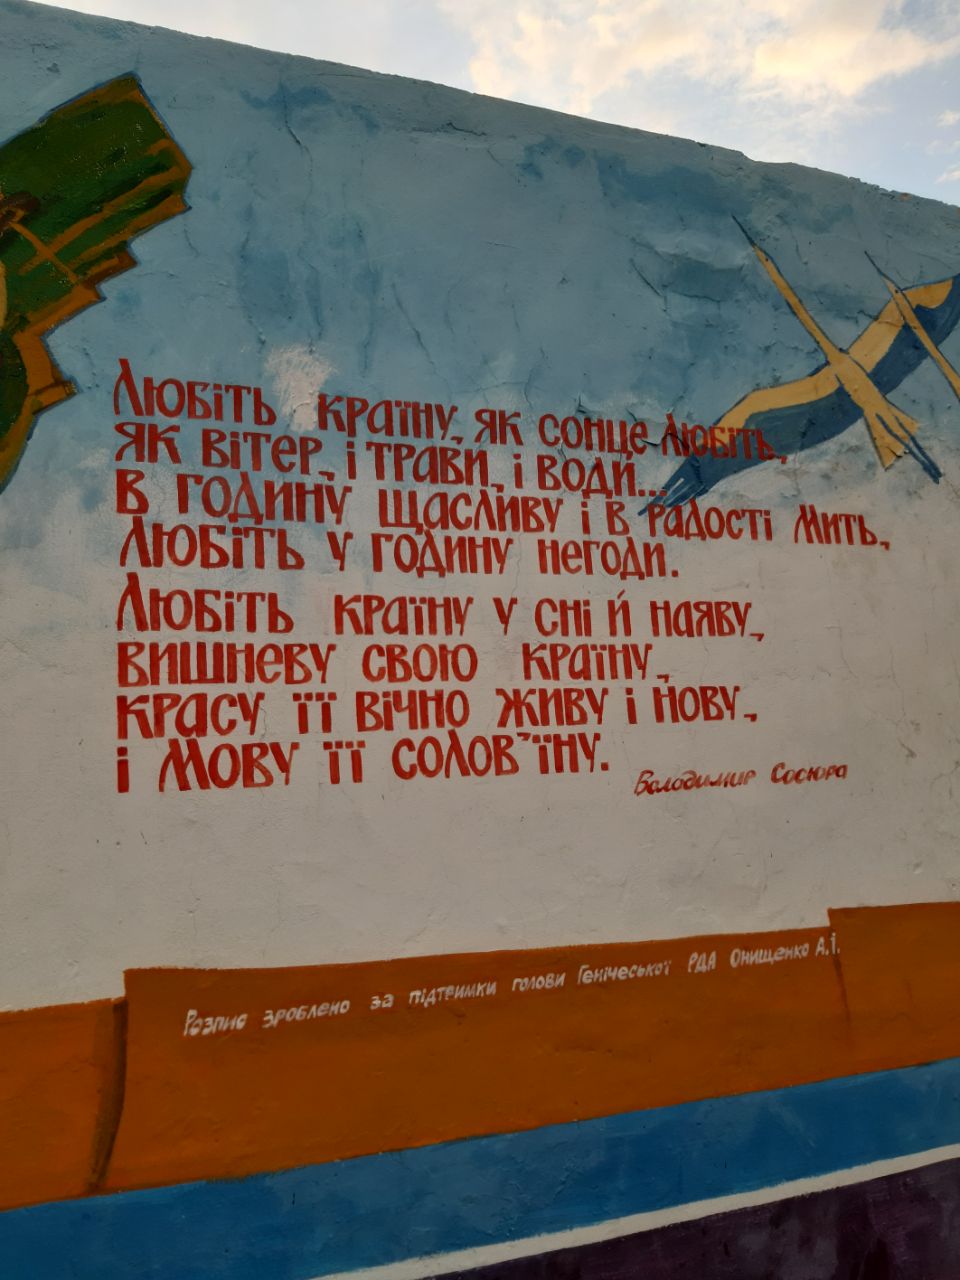 Любіть країну, як сонце любіть,
як вітер, і трави, і води...
В годину щасливу і в радості мить,
любіть у годину негоди.
Любіть країну у сні й наяву,
вишневу свою країну,
красу її вічно живу і нову,
і мову її солов'їну.
Володимир Сосюра
Розпис зроблено за підтримки голови Генічеської РДА Онищенко А.І.